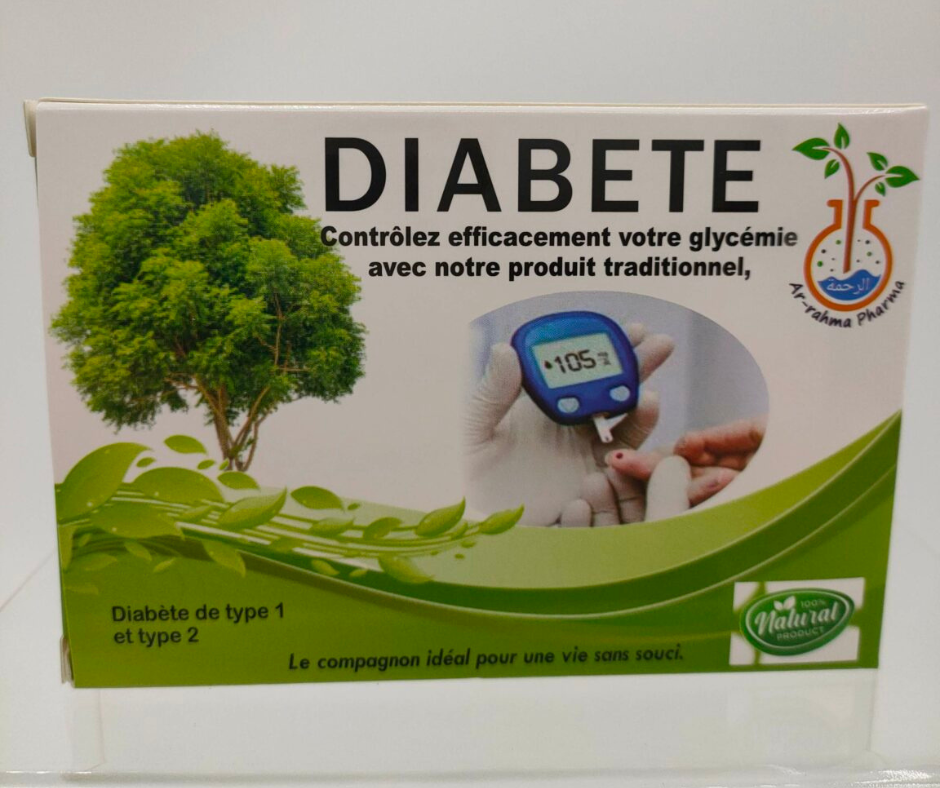 DIABETE
Contrôlez efficacement votre glycémie
avec notre produit traditionnel,
الرحمة
Ar-rahma Pharma
105
Diabète de type 1
et type 2
Le compagnon idéal pour une vie sans souci.
100%
Natural
PRODUCT